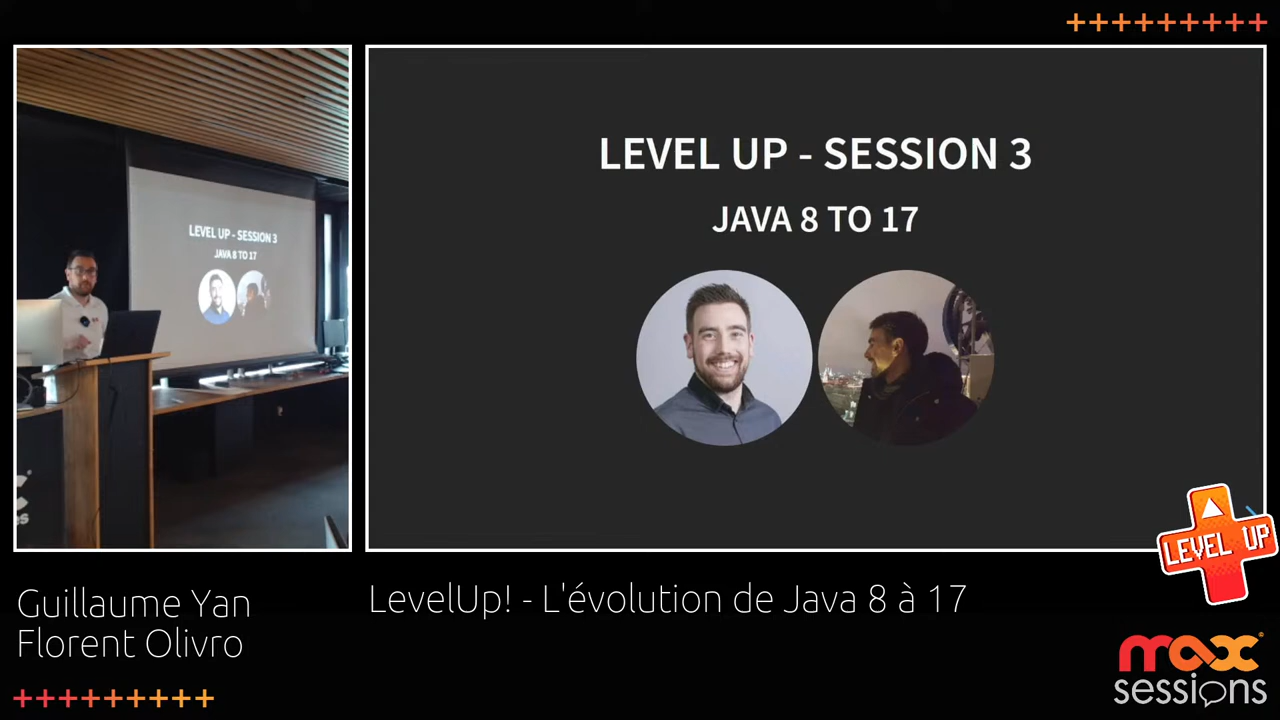 LEVEL UP - SESSION 3
JAVA 8 TO 17
LEVEL UP - SESSION 3
JAVA 8 TO 17
LEVEL UP
Guillaume Yan
Florent Olivro
LevelUp! - L'évolution de Java 8 à 17
max
sessions